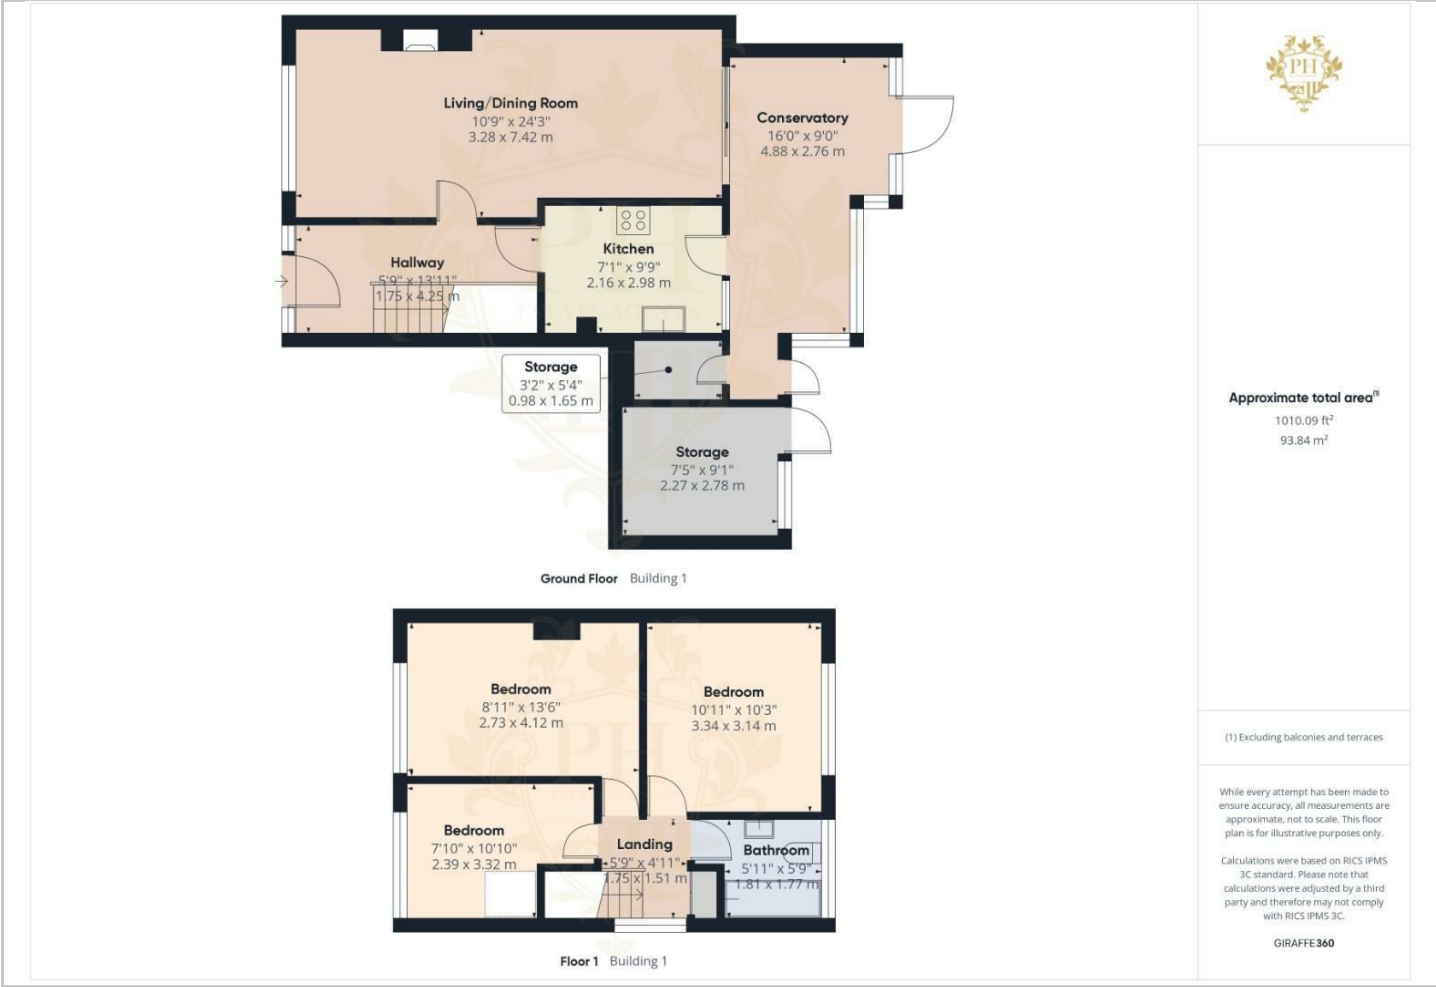 Living/Dining Room
10'9" x 24'3"
3.28 x 7.42 m
Conservatory
16'0" x 9'0"
4.88 x 2.76 m
Kitchen
7'1" x 9'9"
2.16 x 2.98 m
Hallway
5'9" x 13'11"
1.75 x 4.25 m
Storage
3'2" x 5'4"
0.98 x 1.65 m
Storage
7'5" x 9'1"
2.27 x 2.78 m
Ground Floor Building 1
Bedroom
8'11" x 13'6"
2.73 x 4.12 m
Bedroom
10'11" x 10'3"
3.34 x 3.14 m
Bedroom
7'10" x 10'10"
2.39 x 3.32 m
Landing
5'9" x 4'11"
1.75 x 1.51 m
Bathroom
5'11" x 5'9"
1.81 x 1.77 m
Floor 1 Building 1
PH
Approximate total area(1)
1010.09 ft²
93.84 m²
(1) Excluding balconies and terraces
While every attempt has been made to
ensure accuracy, all measurements are
approximate, not to scale. This floor
plan is for illustrative purposes only.
Calculations were based on RICS IPMS
3C standard. Please note that
calculations were adjusted by a third
party and therefore may not comply
with RICS IPMS 3C.
GIRAFFE360